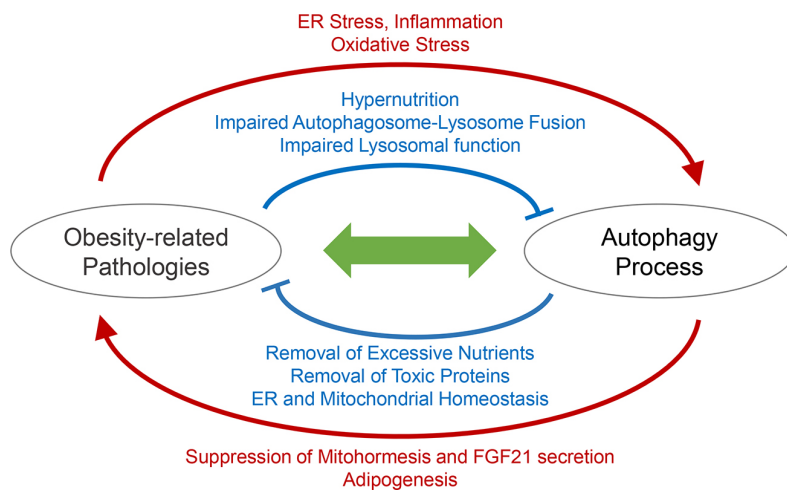 ER Stress, Inflammation
Oxidative Stress
Hypernutrition
Impaired Autophagosome-Lysosome Fusion
Impaired Lysosomal function
Obesity-related
Pathologies
Autophagy
Process
Removal of Excessive Nutrients
Removal of Toxic Proteins
ER and Mitochondrial Homeostasis
Suppression of Mitohormesis and FGF21 secretion
Adipogenesis